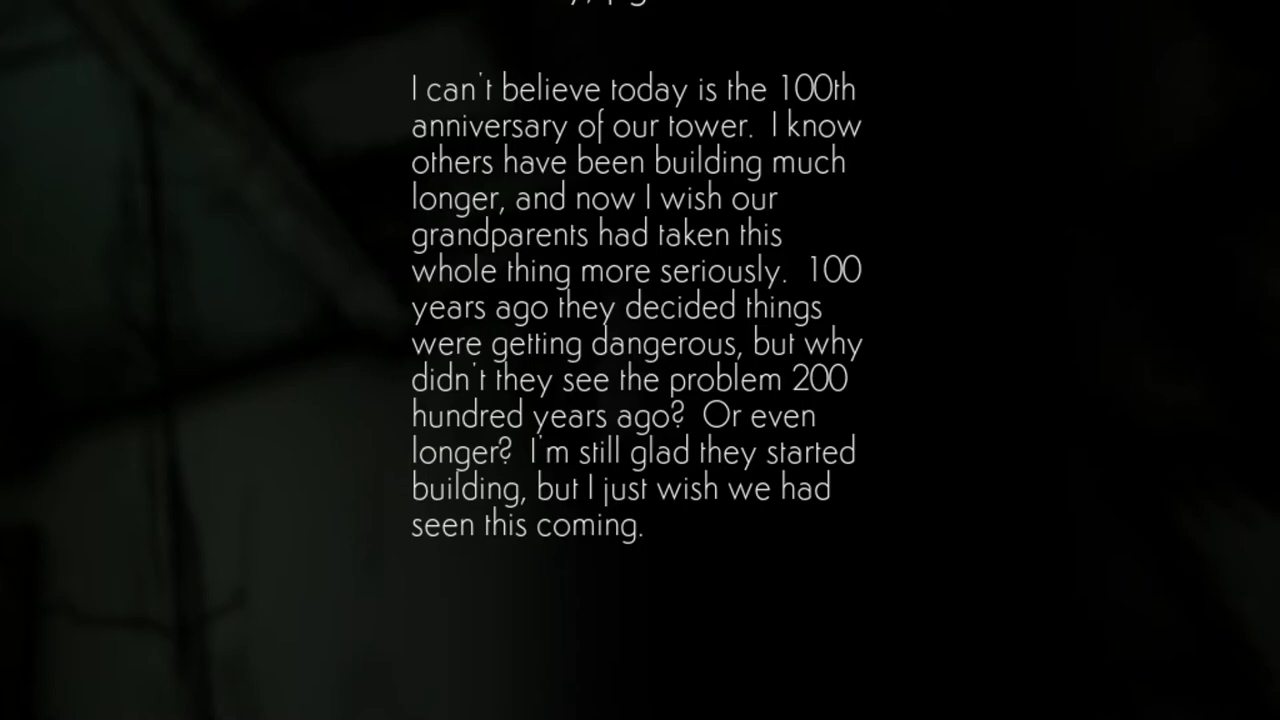 I can't believe today is the 100th
anniversary of our tower.  I know
others have been building much
longer, and now I wish our
grandparents had taken this
whole thing more seriously.  100
years ago they decided things
were getting dangerous, but why
didn't they see the problem 200
hundred years ago?  Or even
longer?  I'm still glad they started
building, but I just wish we had
seen this coming.